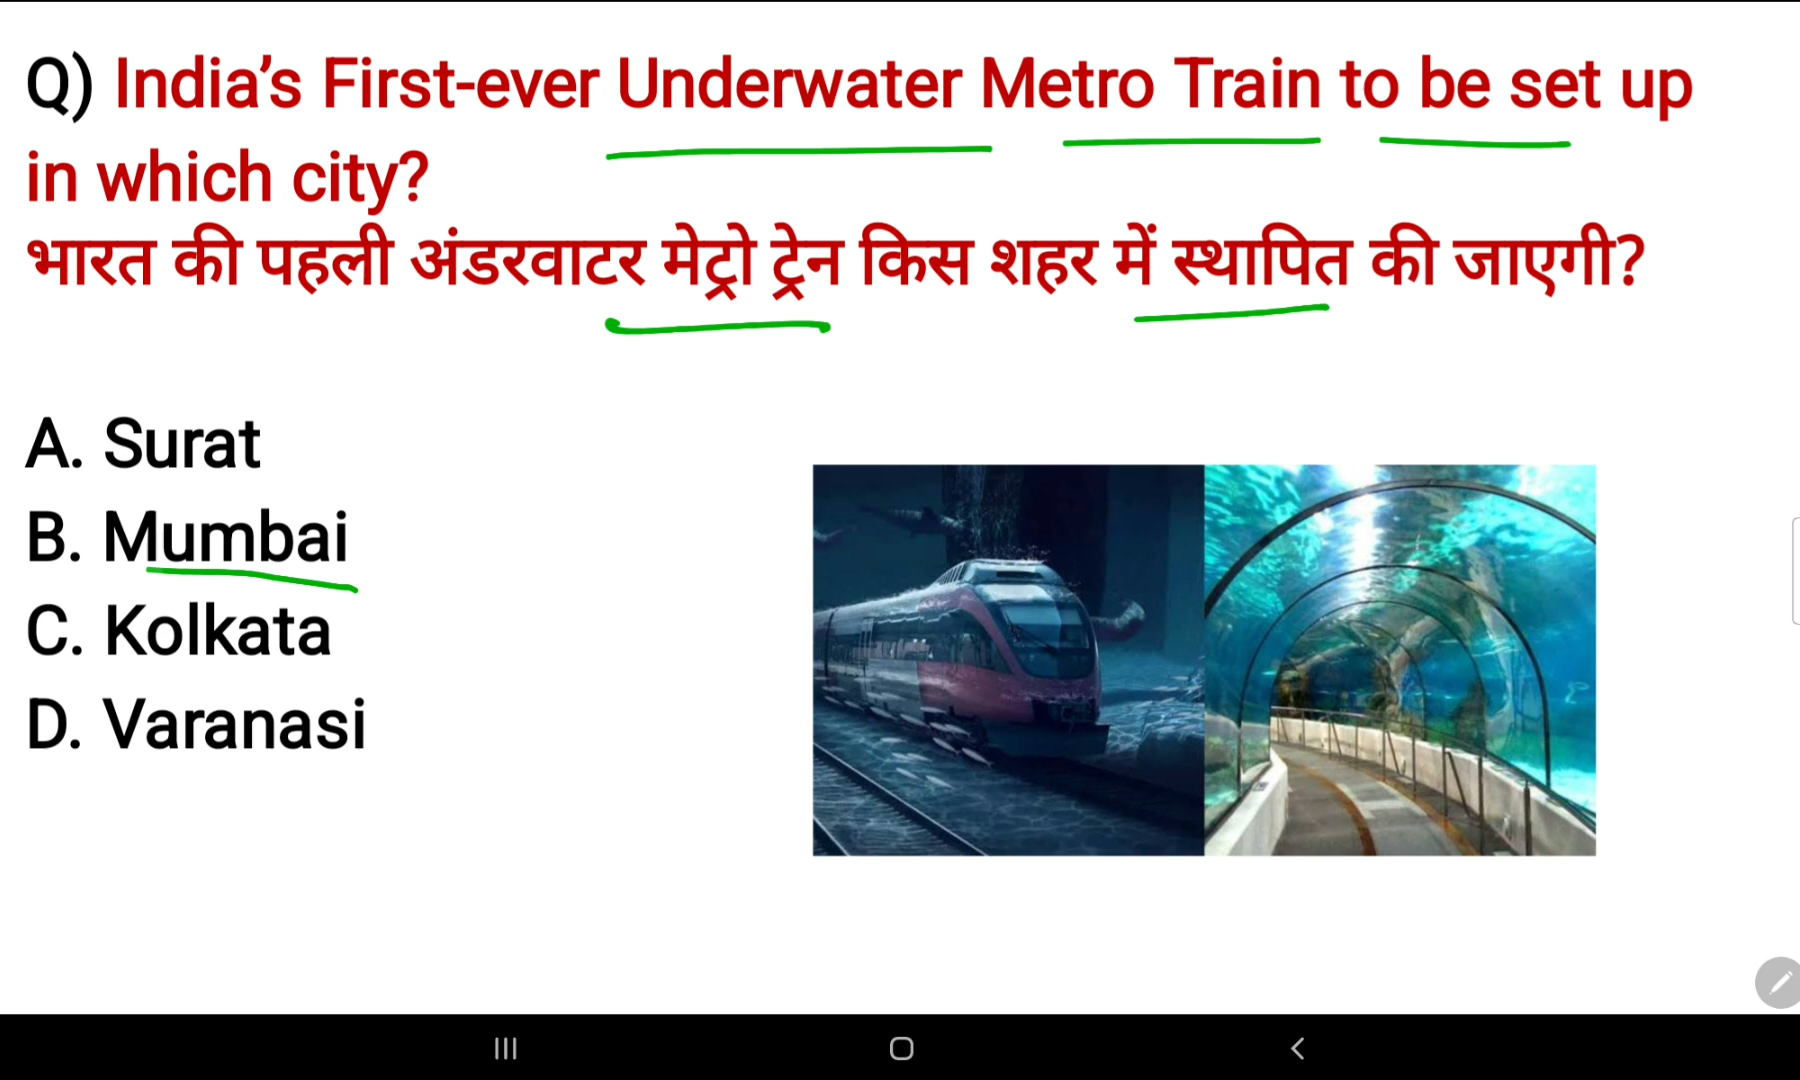 Q) India’s First-ever Underwater Metro Train to be set up
in which city?
भारत की पहली अंडरवाटर मेट्रो ट्रेन किस शहर में स्थापित की जाएगी?
A. Surat
B. Mumbai
C. Kolkata
D. Varanasi